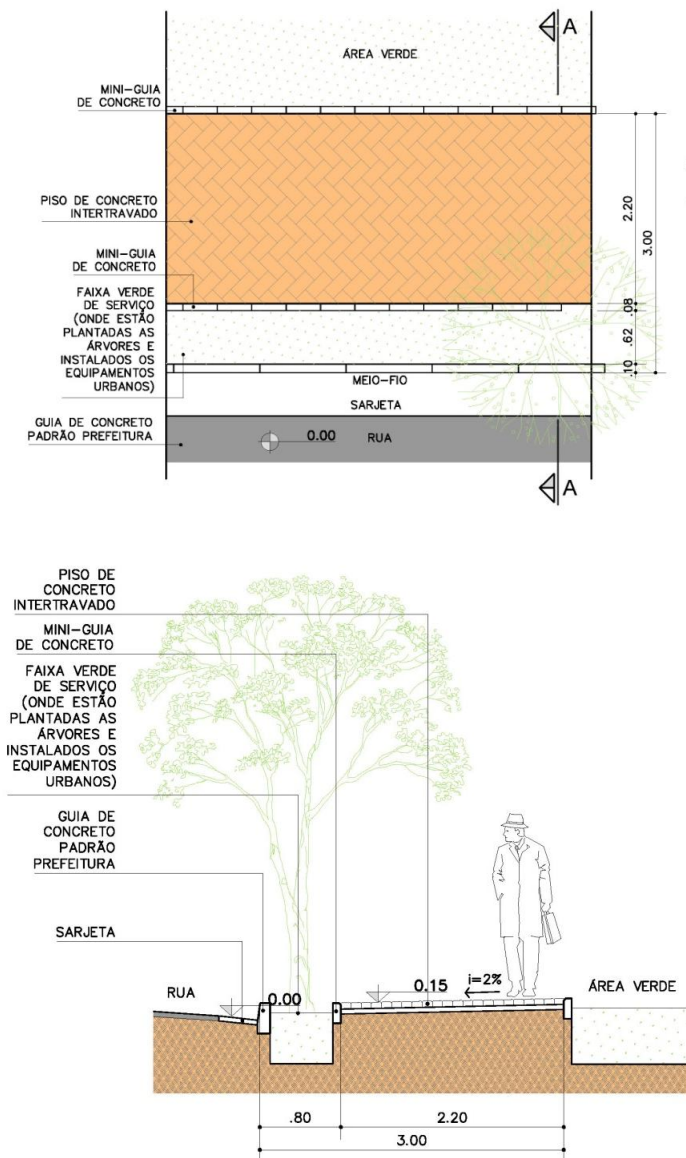 A
ÁREA VERDE
MINI-GUIA
DE CONCRETO
PISO DE CONCRETO
INTERTRAVADO
2.20
3.00
MINI-GUIA
DE CONCRETO
FAIXA VERDE
DE SERVIÇO
(ONDE ESTÃO
PLANTADAS AS
ÁRVORES E
INSTALADOS OS
EQUIPAMENTOS
URBANOS)
.08
.62
.10
MEIO-FIO
SARJETA
GUIA DE CONCRETO
PADRÃO PREFEITURA
0.00
RUA
A
PISO DE
CONCRETO
INTERTRAVADO
MINI-GUIA
DE CONCRETO
FAIXA VERDE
DE SERVIÇO
(ONDE ESTÃO
PLANTADAS AS
ÁRVORES E
INSTALADOS OS
EQUIPAMENTOS
URBANOS)
GUIA DE
CONCRETO
PADRÃO
PREFEITURA
SARJETA
RUA
0.00
0.15
i=2%
ÁREA VERDE
.80
2.20
3.00